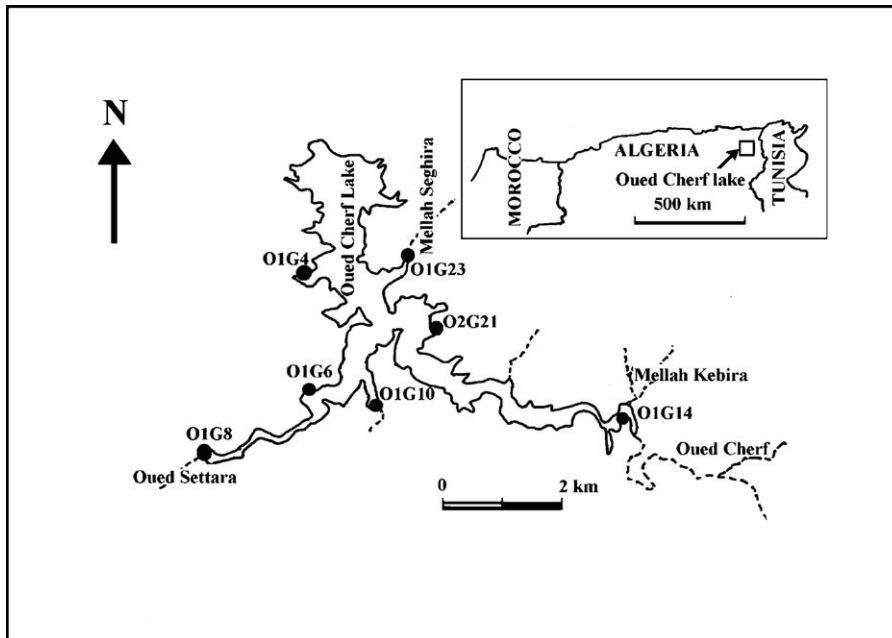 N
MOROCCO
ALGERIA
TUNISIA
Oued Cherf lake
500 km
Oued Cherf Lake
Mellah Seghira
O1G4
O1G23
O2G21
O1G6
O1G10
Mellah Kebira
O1G14
O1G8
Oued Cherf
Oued Settara
0 2 km